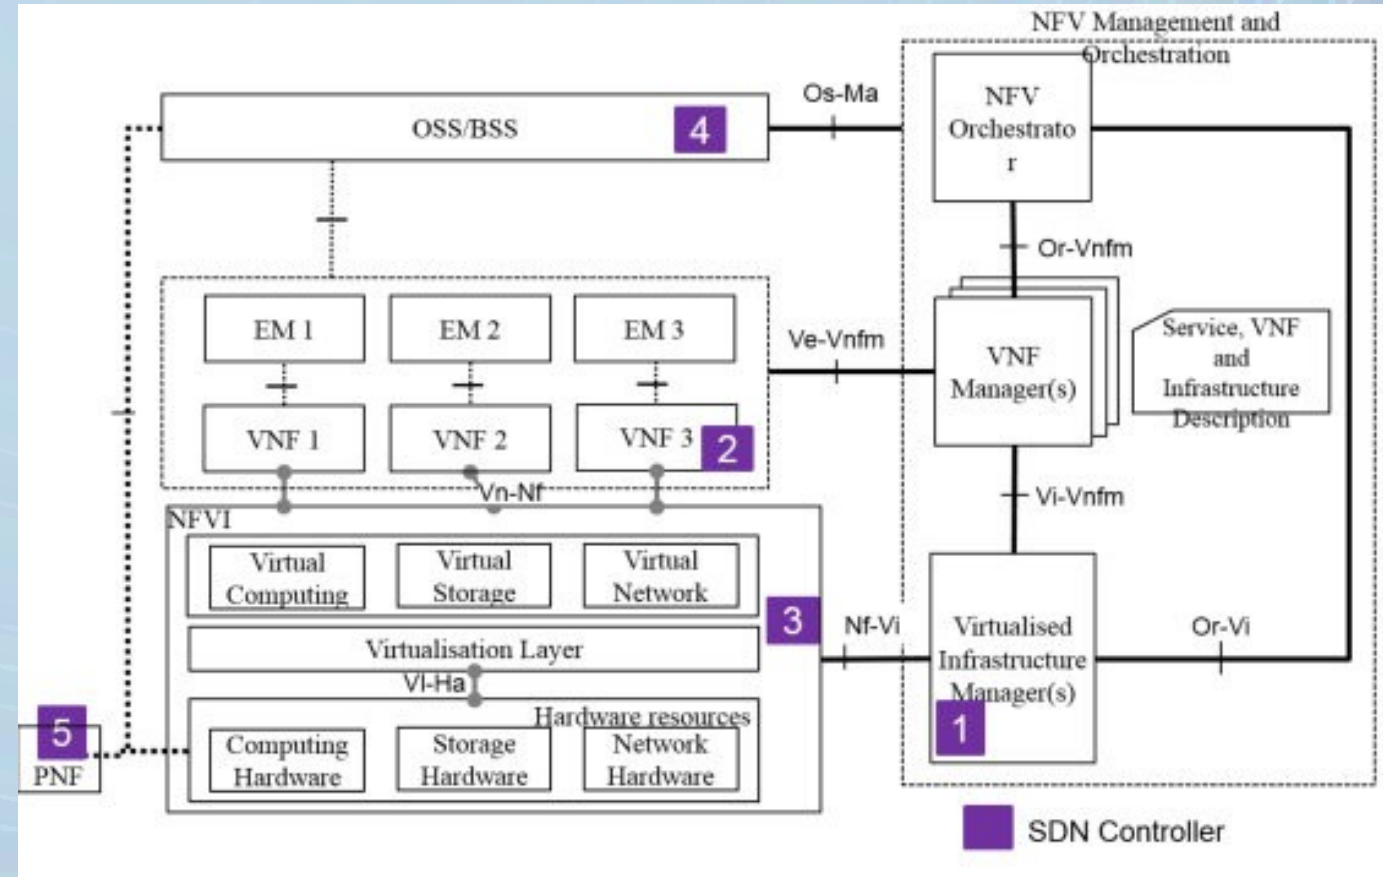 NFV Management and
Orchestration
Os-Ma
NFV
Orchestrato
r
OSS/BSS
4
Or-Vnfm
EM 1
EM 2
EM 3
Ve-Vnfm
VNF
Manager(s)
Service, VNF
and
Infrastructure
Description
VNF 1
VNF 2
VNF 3
2
Vn-Nf
Vi-Vnfm
NFVI
Virtual
Computing
Virtual
Storage
Virtual
Network
3
Nf-Vi
Virtualised
Infrastructure
Manager(s)
1
Or-Vi
Virtualisation Layer
Vl-Ha
Hardware resources
Computing
Hardware
Storage
Hardware
Network
Hardware
5
PNF
SDN Controller